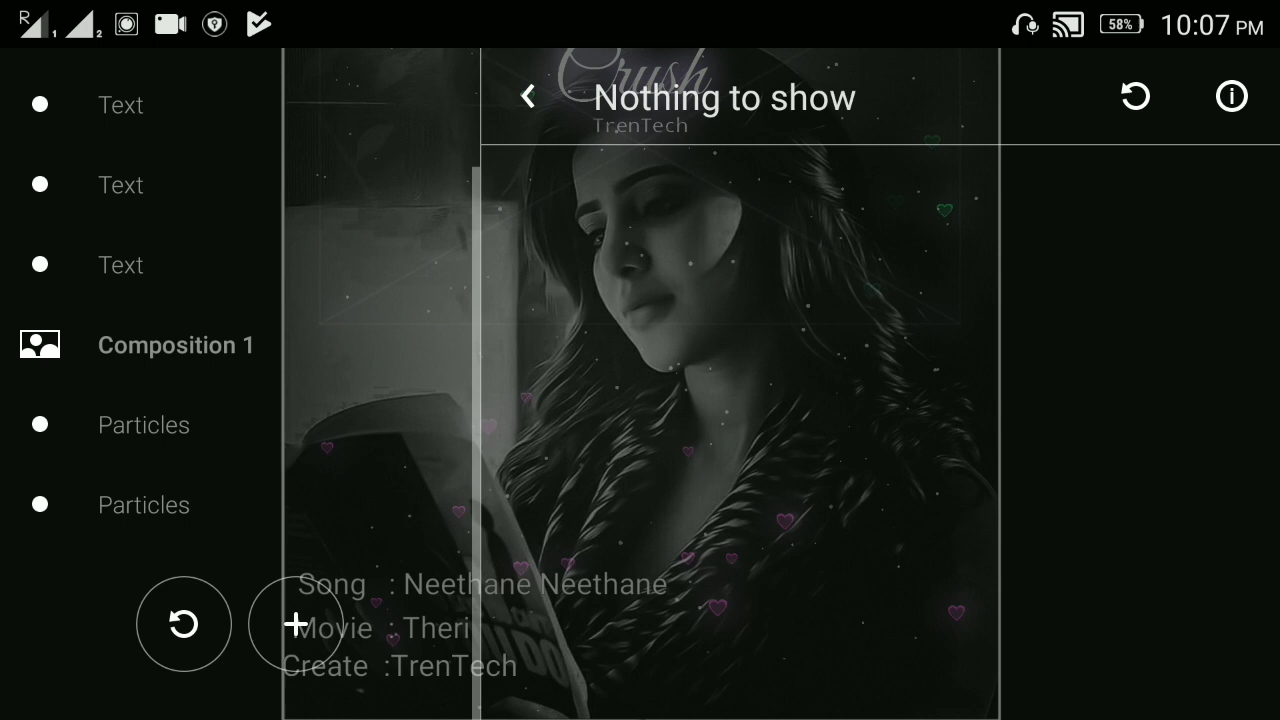 R 1 2 58% 10:07 PM
Crush
Nothing to show
TrenTech
Text
Text
Text
Composition 1
Particles
Particles
Song : Neethane Neethane
Movie : Theri
Create :TrenTech